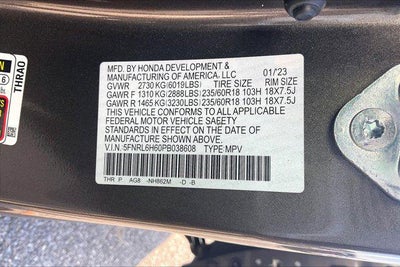 MFD. BY HONDA DEVELOPMENT &
MANUFACTURING OF AMERICA, LLC 01/'23
GVWR 2730 KG(6019LBS) TIRE SIZE RIM SIZE
GAWR F 1310 KG(2888LBS) 235/60R18 103H 18X7.5J
GAWR R 1465 KG(3230LBS) 235/60R18 103H 18X7.5J
THIS VEHICLE CONFORMS TO ALL APPLICABLE
FEDERAL MOTOR VEHICLE SAFETY
STANDARDS IN EFFECT ON THE DATE OF
MANUFACTURE SHOWN ABOVE.
V.I.N. 5FNRL6H60PB038608 TYPE:MPV
THR P AG8 -NH862M -D -B
THRA0
6
lbs.